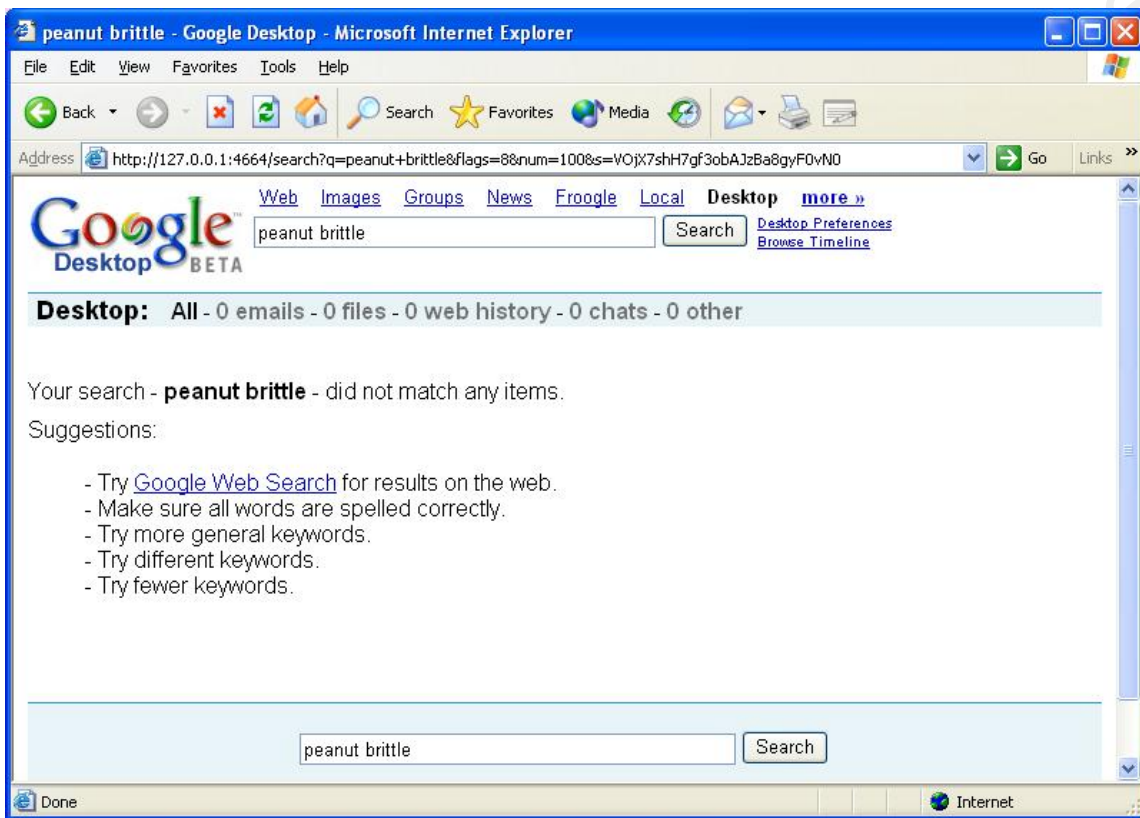 peanut brittle - Google Desktop - Microsoft Internet Explorer
File Edit View Favorites Tools Help
Back Search Favorites Media
Address http://127.0.0.1:4664/search?q=peanut+brittle&flags=8&num=100&s=VOjX7shH7gf3obAJzBa8gyF0vN0 Go Links »
Web Images Groups News Froogle Local Desktop more »
Google™ peanut brittle Search Desktop Preferences
Desktop BETA Browse Timeline
Desktop: All - 0 emails - 0 files - 0 web history - 0 chats - 0 other
Your search - peanut brittle - did not match any items.
Suggestions:
- Try Google Web Search for results on the web.
- Make sure all words are spelled correctly.
- Try more general keywords.
- Try different keywords.
- Try fewer keywords.
peanut brittle Search
Done Internet